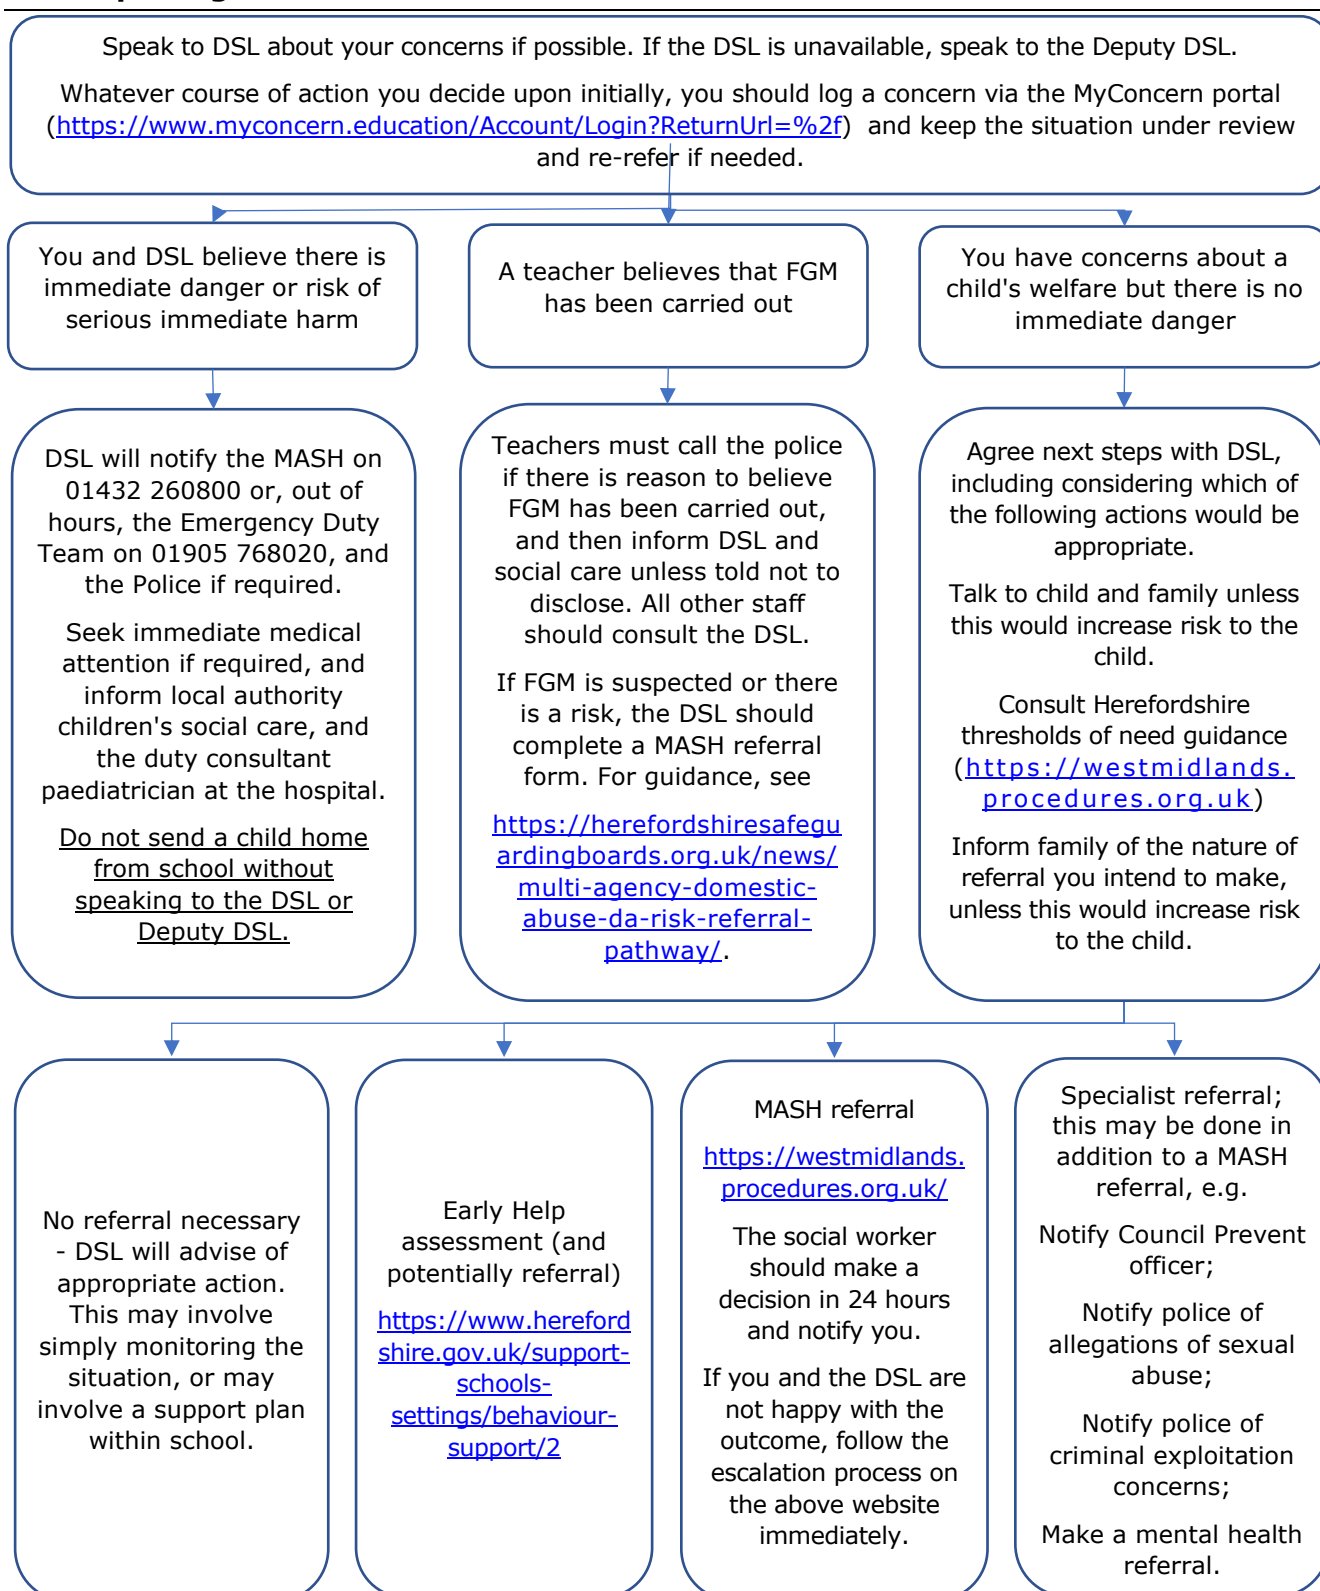 Speak to DSL about your concerns if possible. If the DSL is unavailable, speak to the Deputy DSL.
Whatever course of action you decide upon initially, you should log a concern via the MyConcern portal
(https://www.myconcern.education/Account/Login?ReturnUrl=%2f) and keep the situation under review
and re-refer if needed.
You and DSL believe there is
immediate danger or risk of
serious immediate harm
A teacher believes that FGM
has been carried out
You have concerns about a
child's welfare but there is no
immediate danger
DSL will notify the MASH on
01432 260800 or, out of
hours, the Emergency Duty
Team on 01905 768020, and
the Police if required.
Seek immediate medical
attention if required, and
inform local authority
children's social care, and
the duty consultant
paediatrician at the hospital.
Do not send a child home
from school without
speaking to the DSL or
Deputy DSL.
Teachers must call the police
if there is reason to believe
FGM has been carried out,
and then inform DSL and
social care unless told not to
disclose. All other staff
should consult the DSL.
If FGM is suspected or there
is a risk, the DSL should
complete a MASH referral
form. For guidance, see
https://herefordshiresafegu
ardingboards.org.uk/news/
multi-agency-domestic-
abuse-da-risk-referral-
pathway/.
Agree next steps with DSL,
including considering which of
the following actions would be
appropriate.
Talk to child and family unless
this would increase risk to the
child.
Consult Herefordshire
thresholds of need guidance
(https://westmidlands.
procedures.org.uk)
Inform family of the nature of
referral you intend to make,
unless this would increase risk
to the child.
No referral necessary
- DSL will advise of
appropriate action.
This may involve
simply monitoring the
situation, or may
involve a support plan
within school.
Early Help
assessment (and
potentially referral)
https://www.hereford
shire.gov.uk/support-
schools-
settings/behaviour-
support/2
MASH referral
https://westmidlands.
procedures.org.uk/
The social worker
should make a
decision in 24 hours
and notify you.
If you and the DSL are
not happy with the
outcome, follow the
escalation process on
the above website
immediately.
Specialist referral;
this may be done in
addition to a MASH
referral, e.g.
Notify Council Prevent
officer;
Notify police of
allegations of sexual
abuse;
Notify police of
criminal exploitation
concerns;
Make a mental health
referral.